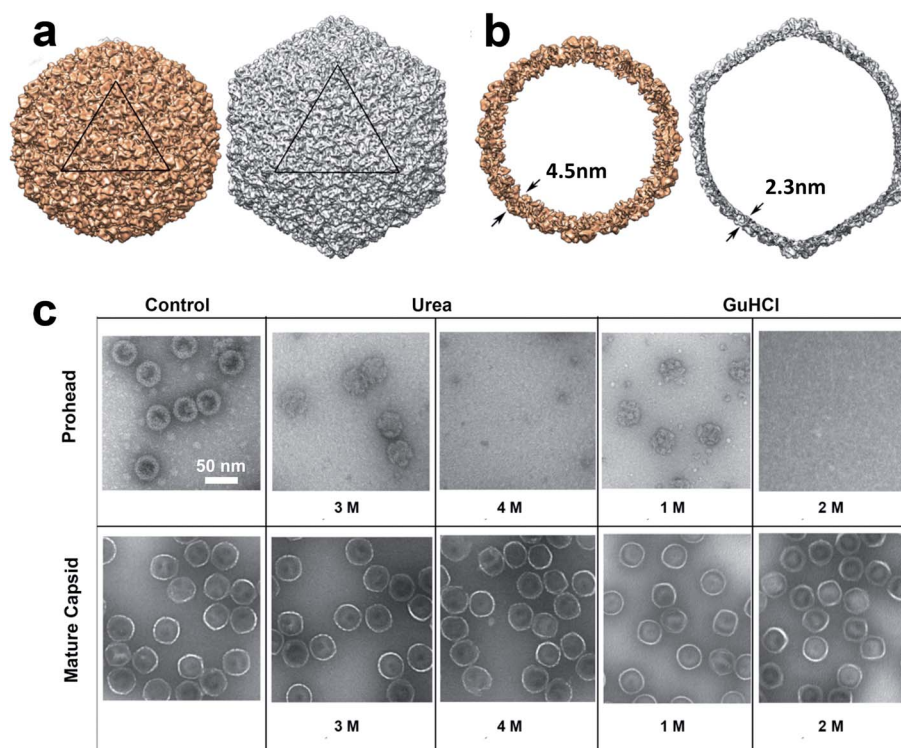 a
b
4.5nm
2.3nm
c
Control
Urea
GuHCl
Prohead
50 nm
3 M
4 M
1 M
2 M
Mature Capsid
3 M
4 M
1 M
2 M